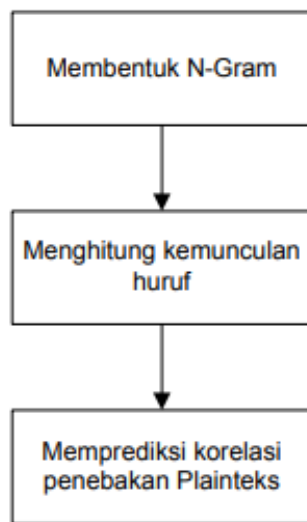 Membentuk N-Gram
Menghitung kemunculan
huruf
Memprediksi korelasi
penebakan Plainteks